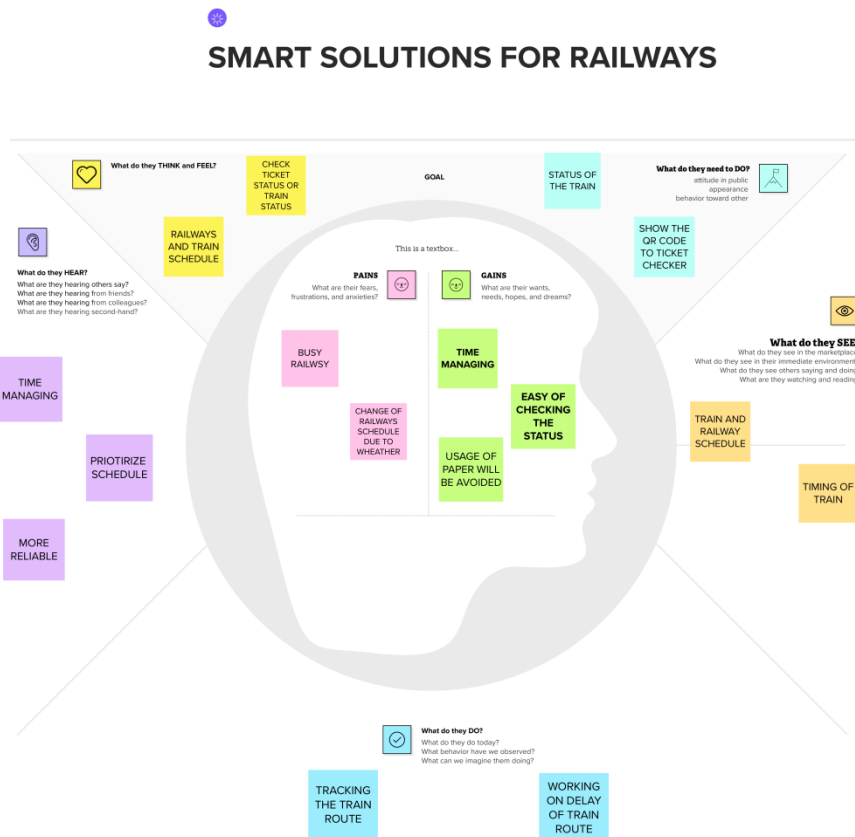 SMART SOLUTIONS FOR RAILWAYS
What do they THINK and FEEL?
CHECK
TICKET
STATUS OR
TRAIN
STATUS
RAILWAYS
AND TRAIN
SCHEDULE
GOAL
STATUS OF
THE TRAIN
What do they need to DO?
attitude in public
appearance
behavior toward other
SHOW THE
QR CODE
TO TICKET
CHECKER
What do they HEAR?
What are they hearing others say?
What are they hearing from friends?
What are they hearing from colleagues?
What are they hearing second-hand?
TIME
MANAGING
PRIOTIRIZE
SCHEDULE
MORE
RELIABLE
This is a textbox...
PAINS
What are their fears,
frustrations, and anxieties?
BUSY
RAILWSY
CHANGE OF
RAILWAYS
SCHEDULE
DUE TO
WHEATHER
GAINS
What are their wants,
needs, hopes, and dreams?
TIME
MANAGING
EASY OF
CHECKING
THE
STATUS
USAGE OF
PAPER WILL
BE AVOIDED
What do they SEE
What do they see in the marketplace
What do they see in their immediate environment
What do they see others saying and doing
What are they watching and reading
TRAIN AND
RAILWAY
SCHEDULE
TIMING OF
TRAIN
What do they DO?
What do they do today?
What behavior have we observed?
What can we imagine them doing?
TRACKING
THE TRAIN
ROUTE
WORKING
ON DELAY
OF TRAIN
ROUTE